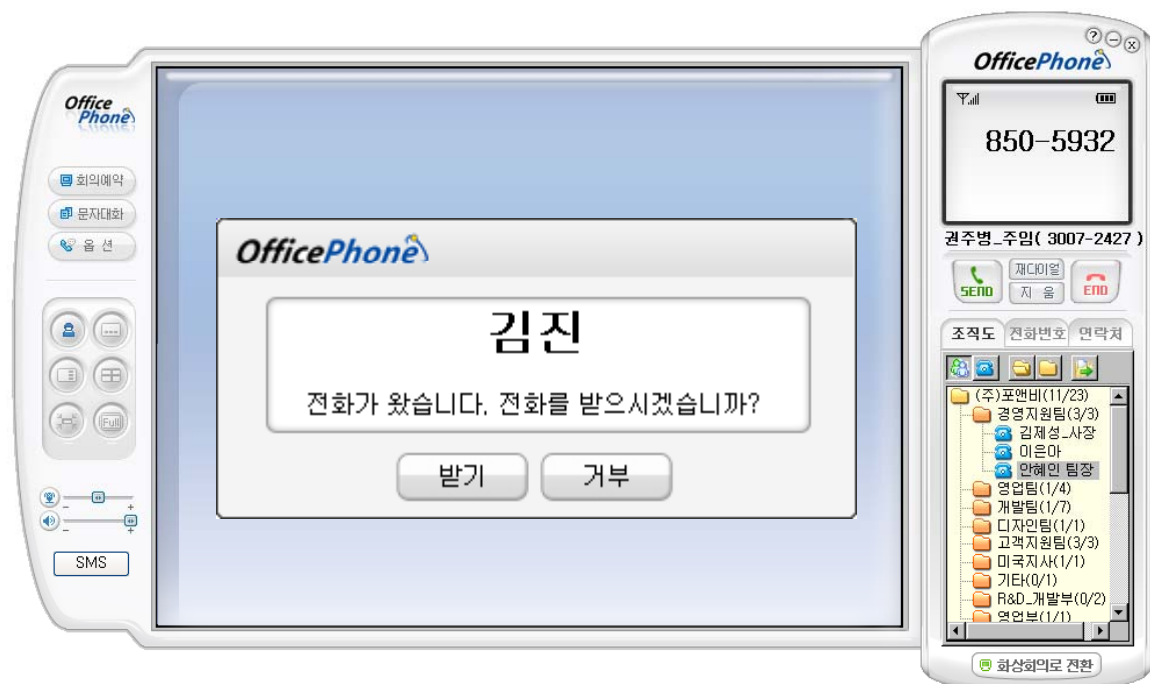 Office
Phone
회의예약
문자대화
옵 션
Full
- +
- +
SMS
OfficePhone
김진
전화가 왔습니다. 전화를 받으시겠습니까?
받기 거부
? - x
OfficePhone
850-5932
권주병_주임( 3007-2427 )
SEND
재다이얼
지 움
END
조직도 전화번호 연락처
(주)포앤비(11/23)
경영지원팀(3/3)
김제성_사장
이은아
안혜인 팀장
영업팀(1/4)
개발팀(1/7)
디자인팀(1/1)
고객지원팀(3/3)
미국지사(1/1)
기타(0/1)
R&D_개발부(0/2)
영업부(1/1)
화상회의로 전환